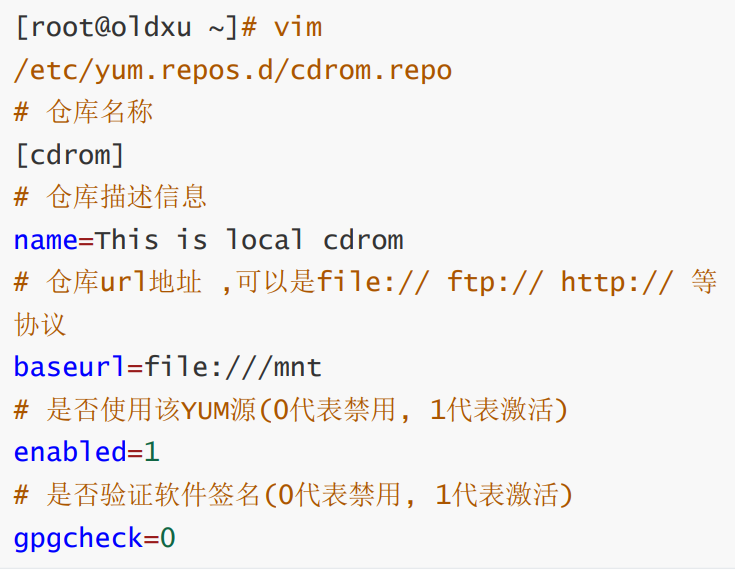 [root@oldxu ~]# vim
/etc/yum.repos.d/cdrom.repo
# 仓库名称
[cdrom]
# 仓库描述信息
name=This is local cdrom
# 仓库url地址 ,可以是file:// ftp:// http:// 等
协议
baseurl=file:///mnt
# 是否使用该YUM源(0代表禁用, 1代表激活)
enabled=1
# 是否验证软件签名(0代表禁用, 1代表激活)
gpgcheck=0